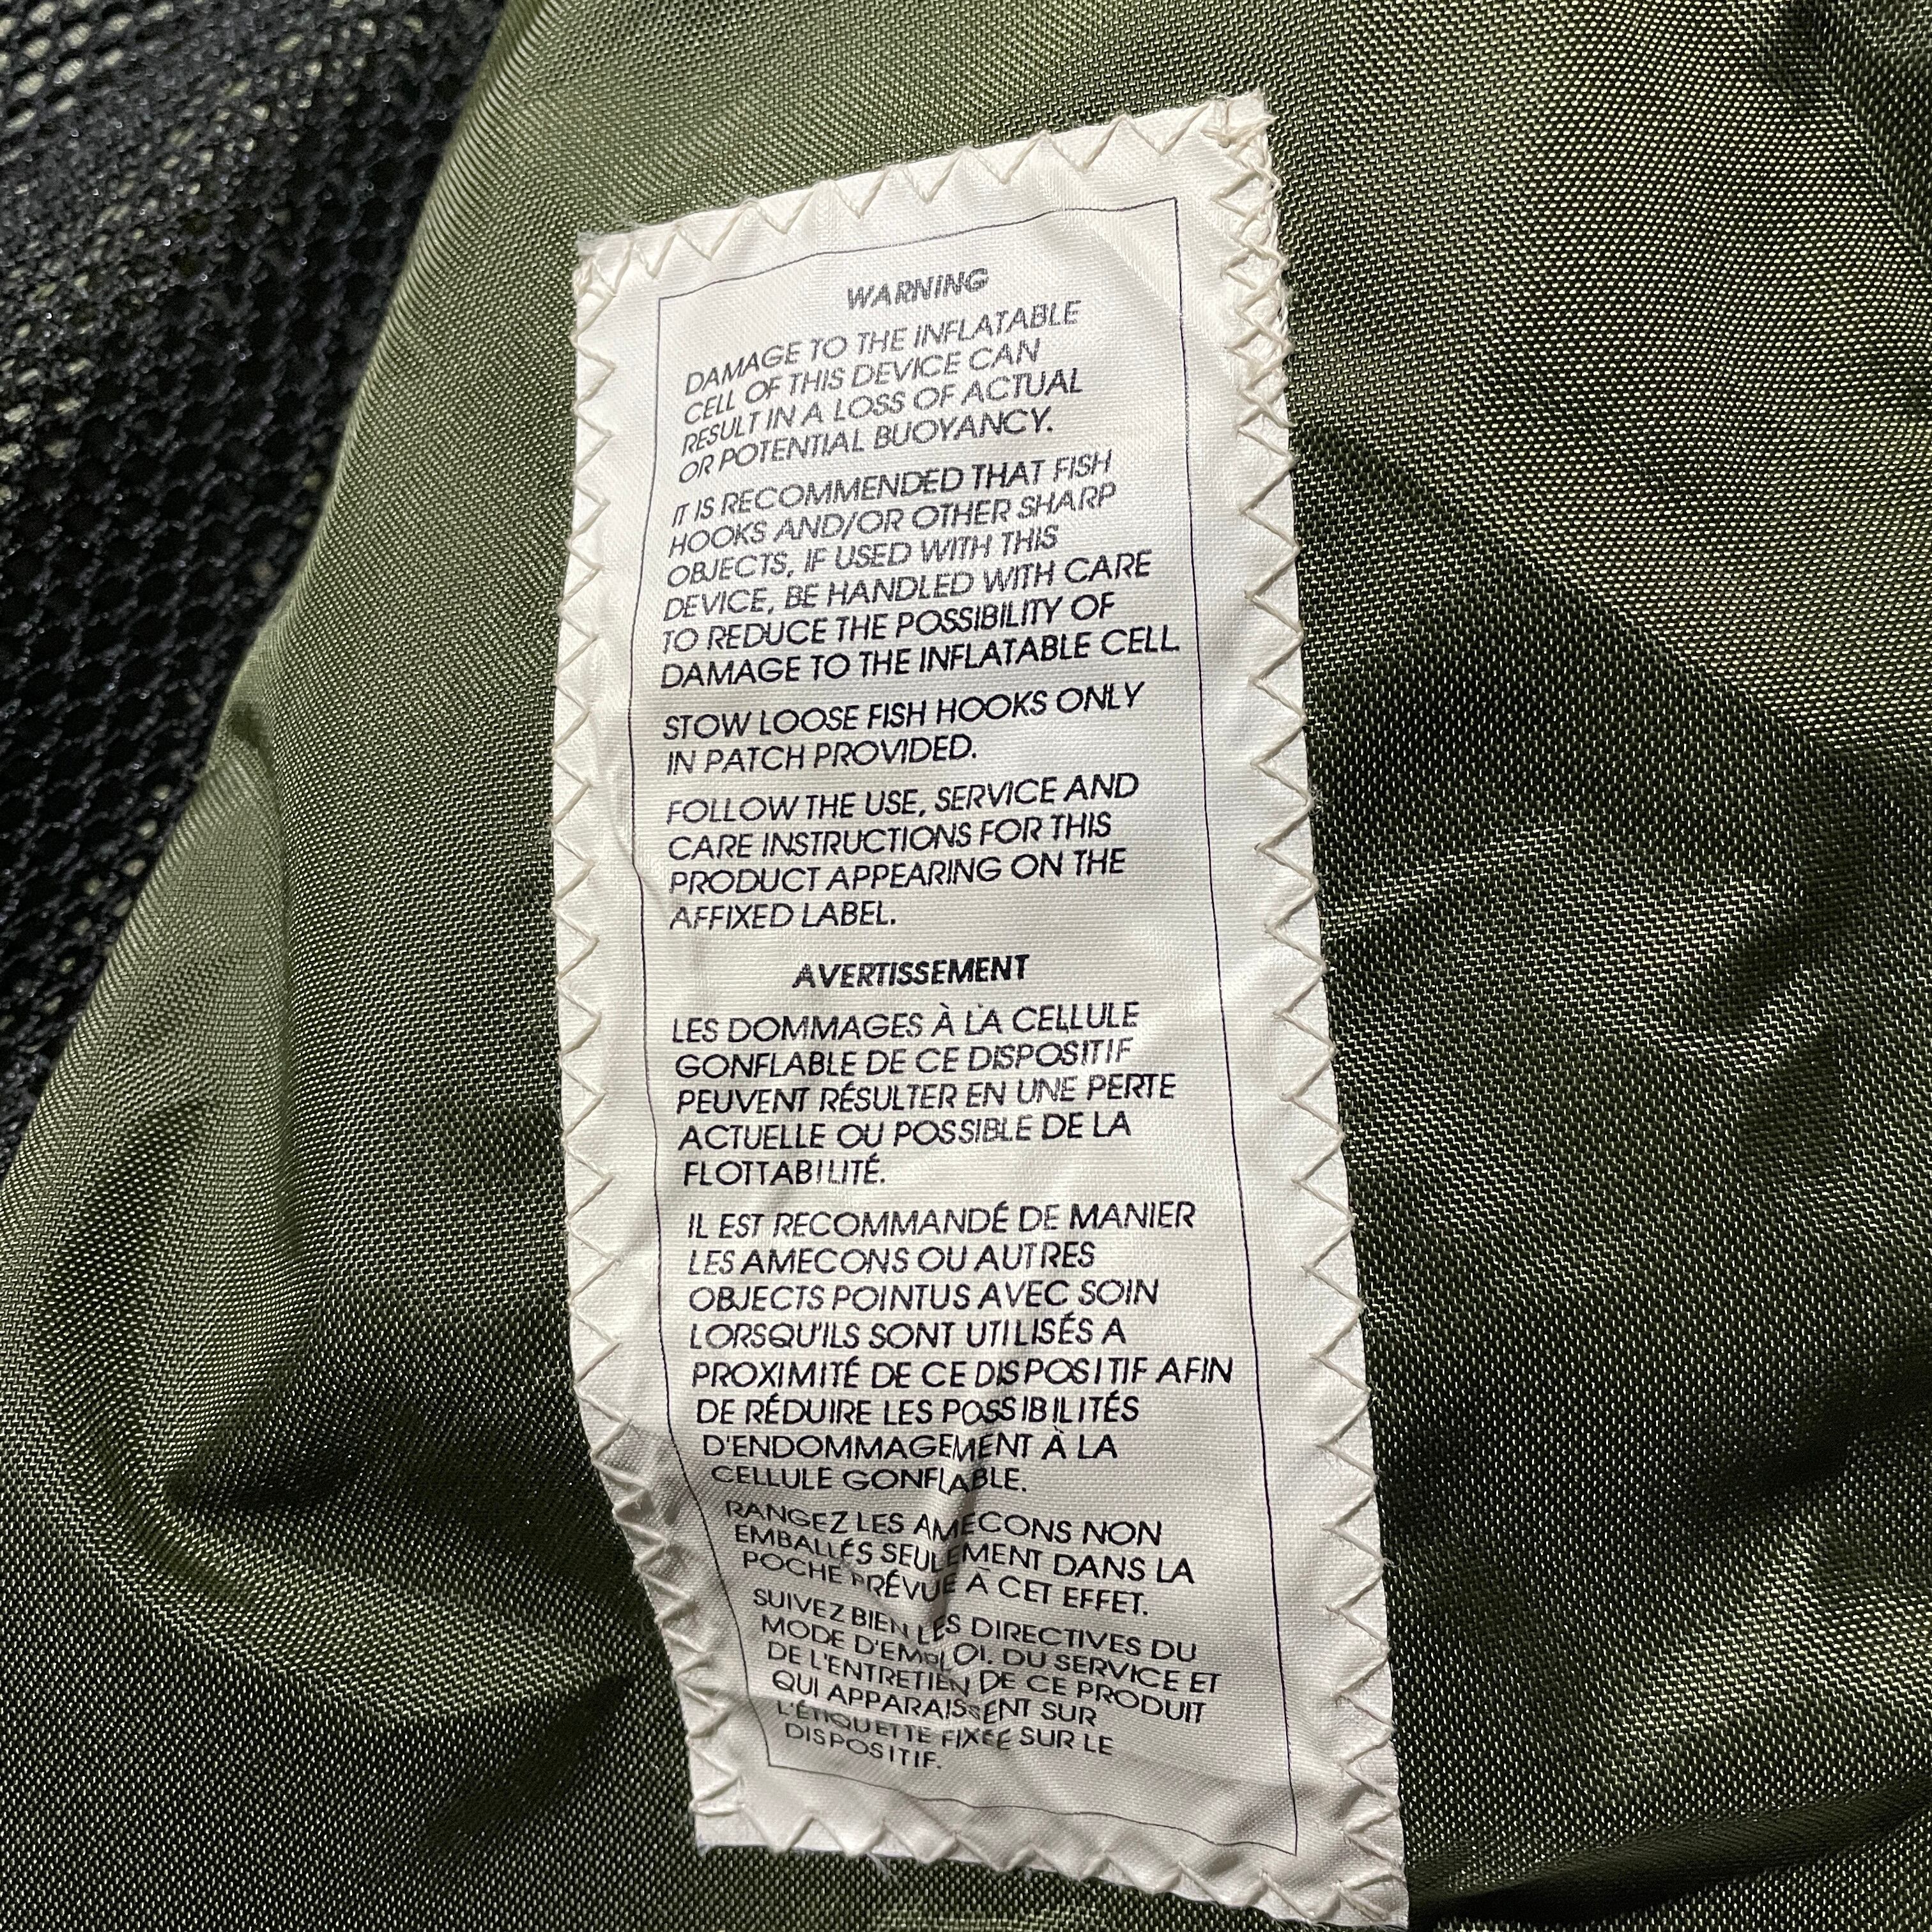 WARNING
DAMAGE TO THE INFLATABLE
CELL OF THIS DEVICE CAN
RESULT IN A LOSS OF ACTUAL
OR POTENTIAL BUOYANCY.
IT IS RECOMMENDED THAT FISH
HOOKS AND/OR OTHER SHARP
OBJECTS, IF USED WITH THIS
DEVICE, BE HANDLED WITH CARE
TO REDUCE THE POSSIBILITY OF
DAMAGE TO THE INFLATABLE CELL.
STOW LOOSE FISH HOOKS ONLY
IN PATCH PROVIDED.
FOLLOW THE USE, SERVICE AND
CARE INSTRUCTIONS FOR THIS
PRODUCT APPEARING ON THE
AFFIXED LABEL.
AVERTISSEMENT
LES DOMMAGES À LA CELLULE
GONFLABLE DE CE DISPOSITIF
PEUVENT RÉSULTER EN UNE PERTE
ACTUELLE OU POSSIBLE DE LA
FLOTTABILITÉ.
IL EST RECOMMANDÉ DE MANIER
LES AMECONS OU AUTRES
OBJECTS POINTUS AVEC SOIN
LORSQU'ILS SONT UTILISÉS A
PROXIMITÉ DE CE DISPOSITIF AFIN
DE RÉDUIRE LES POSSIBILITÉS
D'ENDOMMAGEMENT À LA
CELLULE GONFLABLE.
RANGEZ LES AMECONS NON
EMBALLÉS SEULEMENT DANS LA
POCHE PRÉVUE À CET EFFET.
SUIVEZ BIEN LES DIRECTIVES DU
MODE D'EMPLOI. DU SERVICE ET
DE L'ENTRETIEN DE CE PRODUIT
QUI APPARAISSENT SUR
L'ÉTIQUETTE FIXÉE SUR LE
DISPOSITIF.